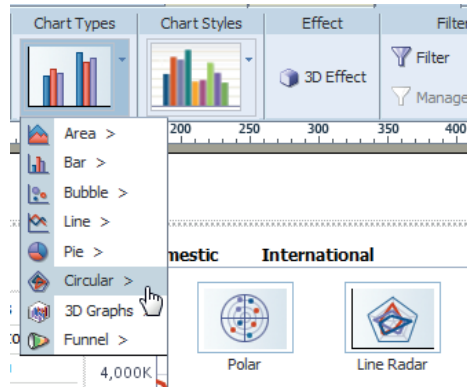 Chart Types Chart Styles Effect Filter
3D Effect
Filter
Manage
200 250 300 350 400
Area >
Bar >
Bubble >
Line >
Pie >
mestic International
Circular >
3D Graphs
Funnel >
Polar Line Radar
4,000K